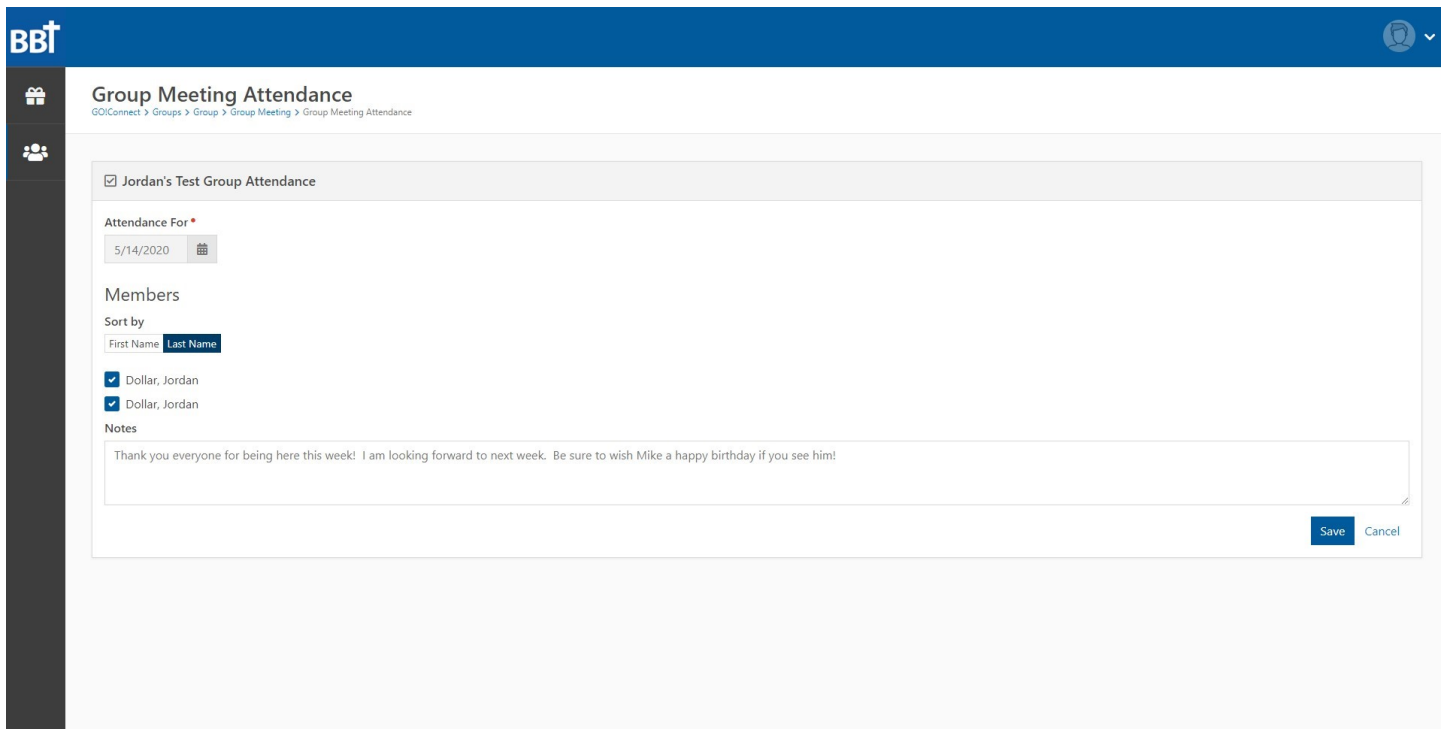 BBT
Group Meeting Attendance
GO!Connect > Groups > Group > Group Meeting > Group Meeting Attendance
Jordan's Test Group Attendance
Attendance For •
5/14/2020
Members
Sort by
First Name Last Name
Dollar, Jordan
Dollar, Jordan
Notes
Thank you everyone for being here this week!  I am looking forward to next week.  Be sure to wish Mike a happy birthday if you see him!
Save Cancel